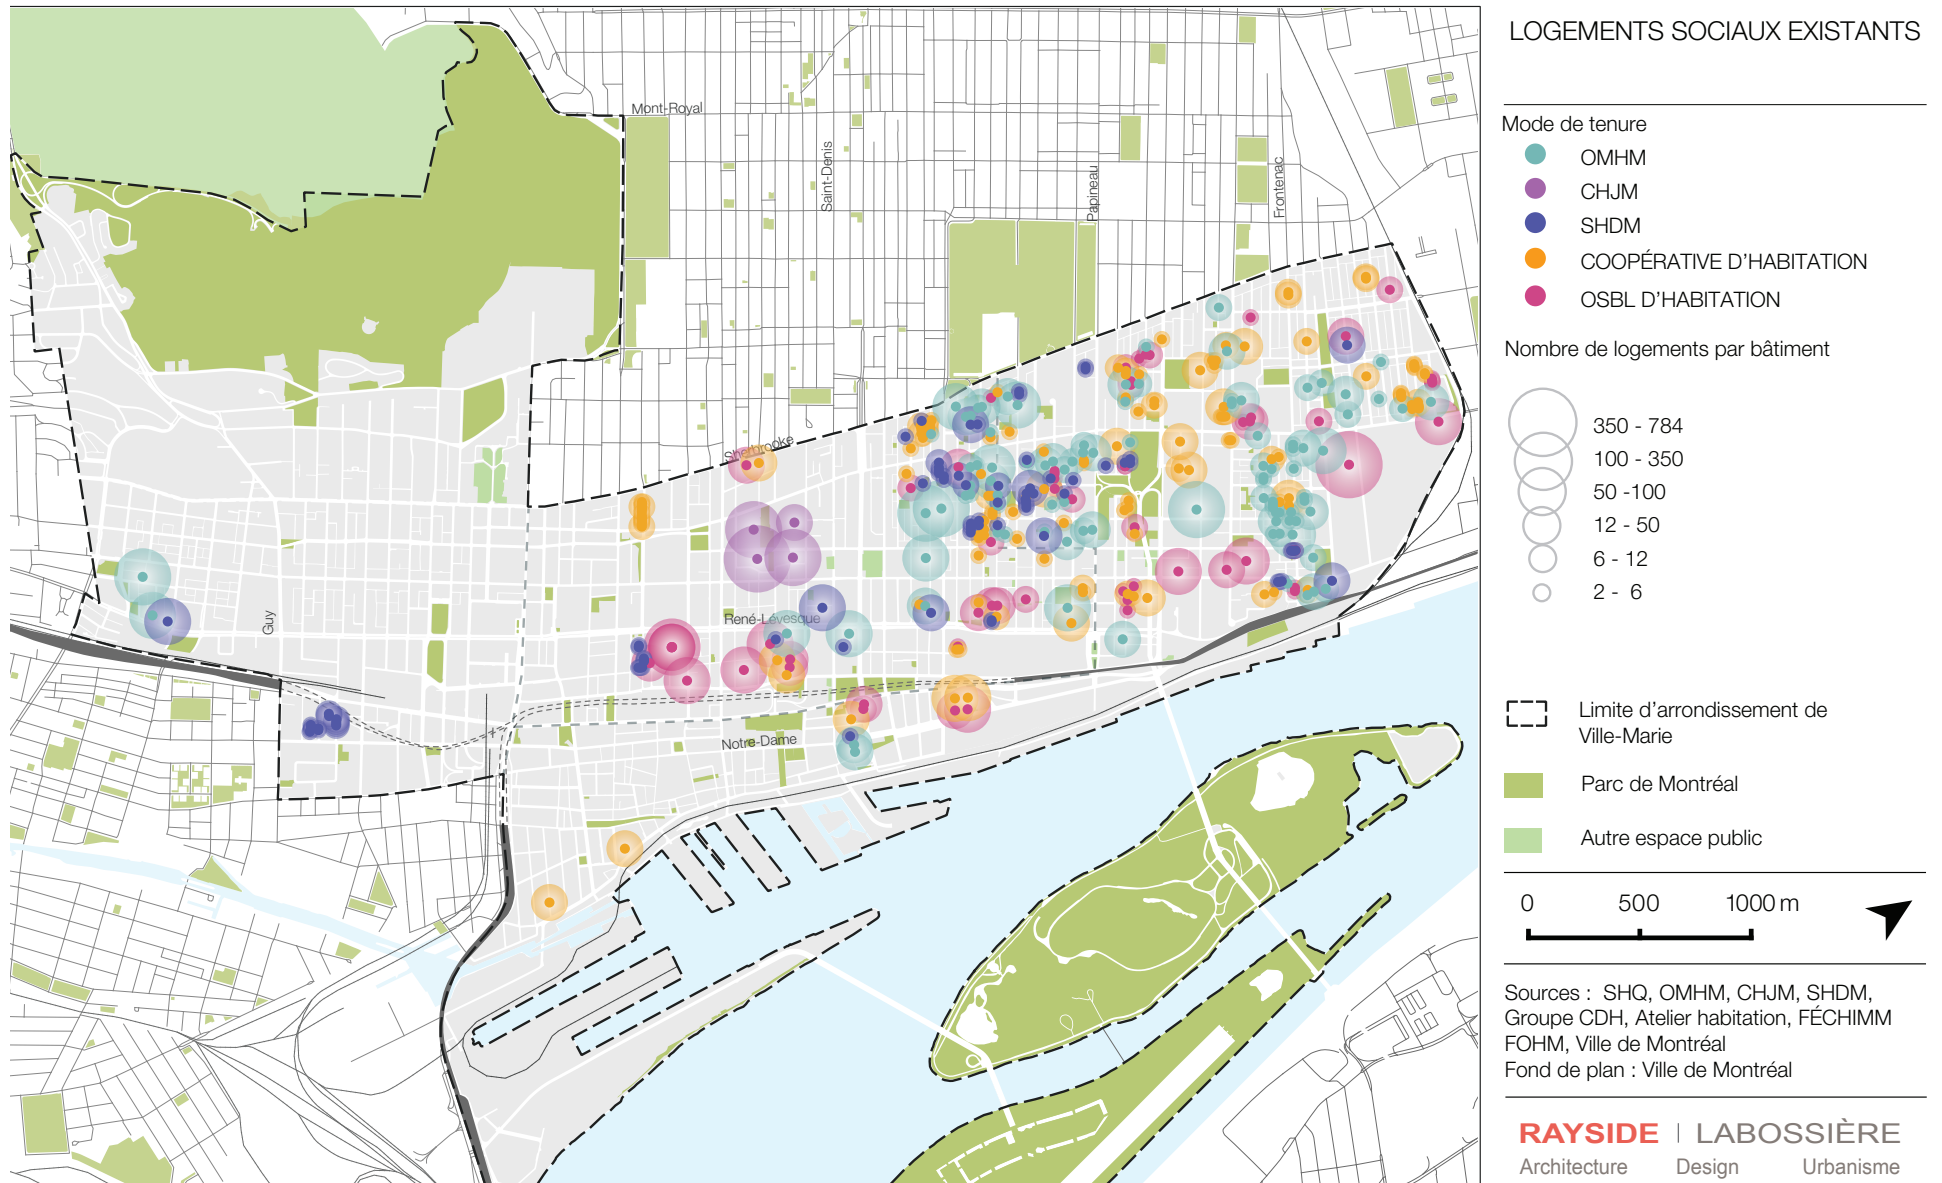 LOGEMENTS SOCIAUX EXISTANTS
Mode de tenure
OMHM
CHJM
SHDM
COOPÉRATIVE D'HABITATION
OSBL D'HABITATION
Nombre de logements par bâtiment
350 - 784
100 - 350
50 -100
12 - 50
6 - 12
2 - 6
Limite d'arrondissement de
Ville-Marie
Parc de Montréal
Autre espace public
0 500 1000 m
Sources : SHQ, OMHM, CHJM, SHDM,
Groupe CDH, Atelier habitation, FÉCHIMM
FOHM, Ville de Montréal
Fond de plan : Ville de Montréal
RAYSIDE | LABOSSIÈRE
Architecture Design Urbanisme
Mont-Royal
Saint-Denis
Papineau
Frontenac
Sherbrooke
Guy
René-Lévesque
Notre-Dame